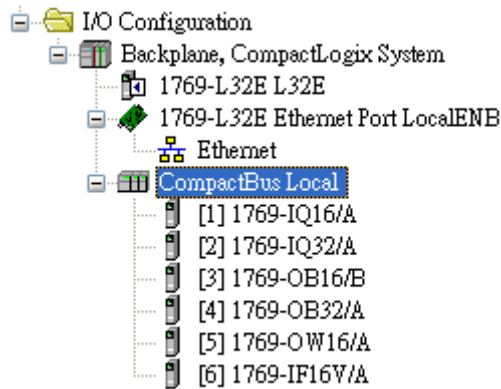 I/O Configuration
Backplane, CompactLogix System
1769-L32E L32E
1769-L32E Ethernet Port LocalENB
Ethernet
CompactBus Local
[1] 1769-IQ16/A
[2] 1769-IQ32/A
[3] 1769-OB16/B
[4] 1769-OB32/A
[5] 1769-OW16/A
[6] 1769-IF16V/A